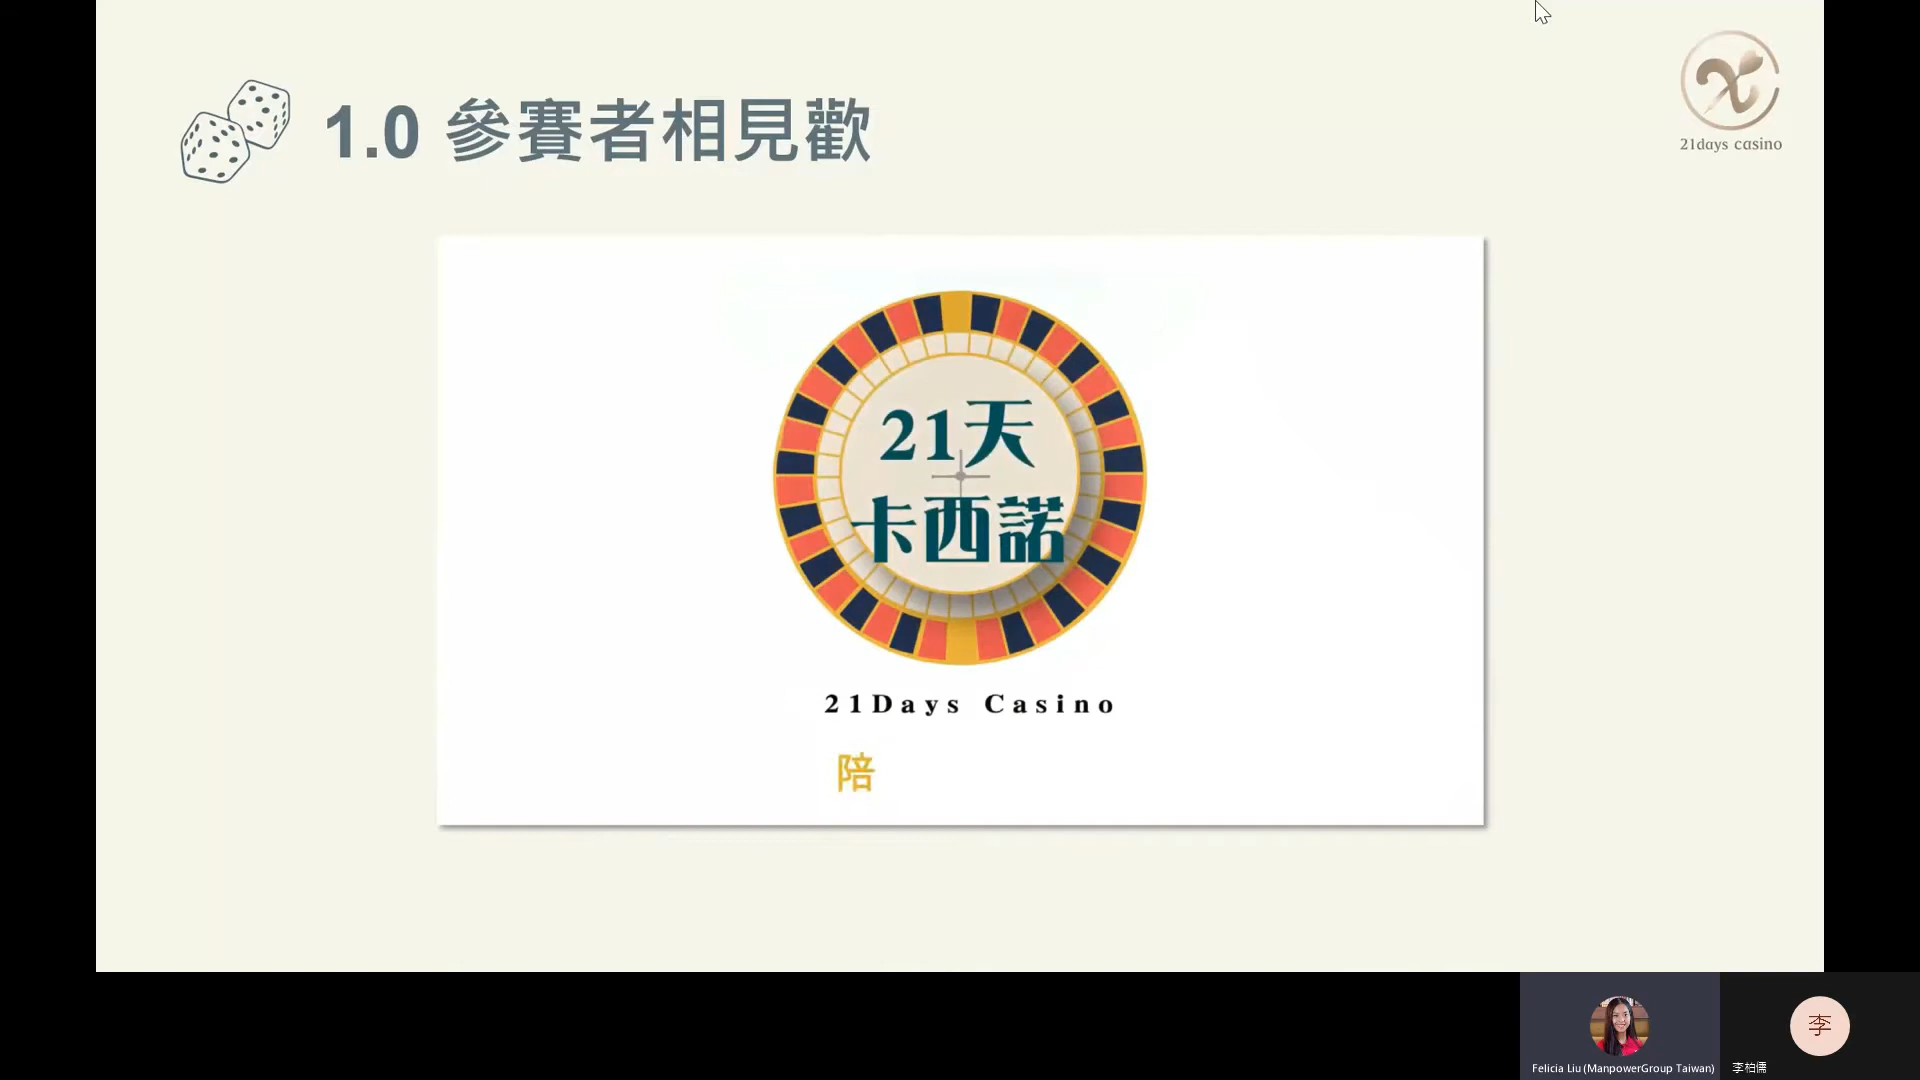 1.0 參賽者相見歡
21days casino
21天
卡西諾
21Days Casino
陪
李
Felicia Liu (ManpowerGroup Taiwan)
李柏儒